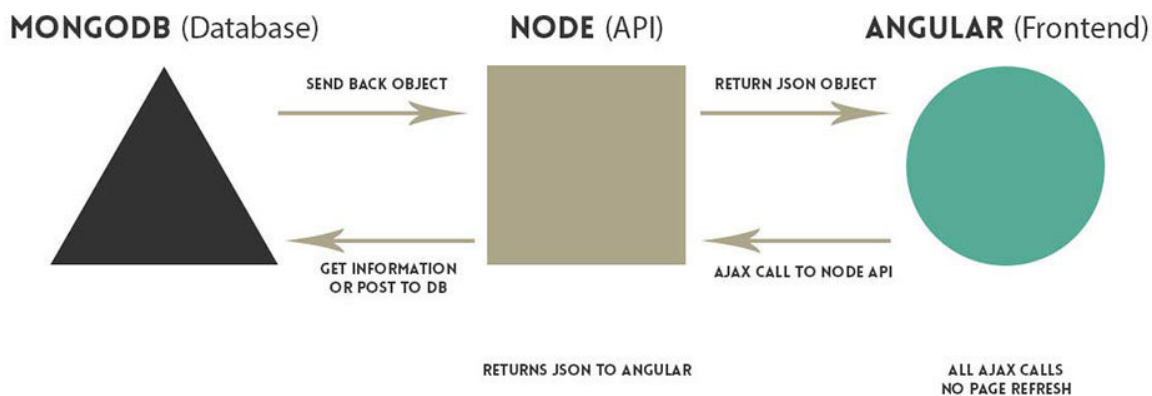 MONGODB (Database)
NODE (API)
ANGULAR (Frontend)
SEND BACK OBJECT
RETURN JSON OBJECT
GET INFORMATION
OR POST TO DB
AJAX CALL TO NODE API
RETURNS JSON TO ANGULAR
ALL AJAX CALLS
NO PAGE REFRESH